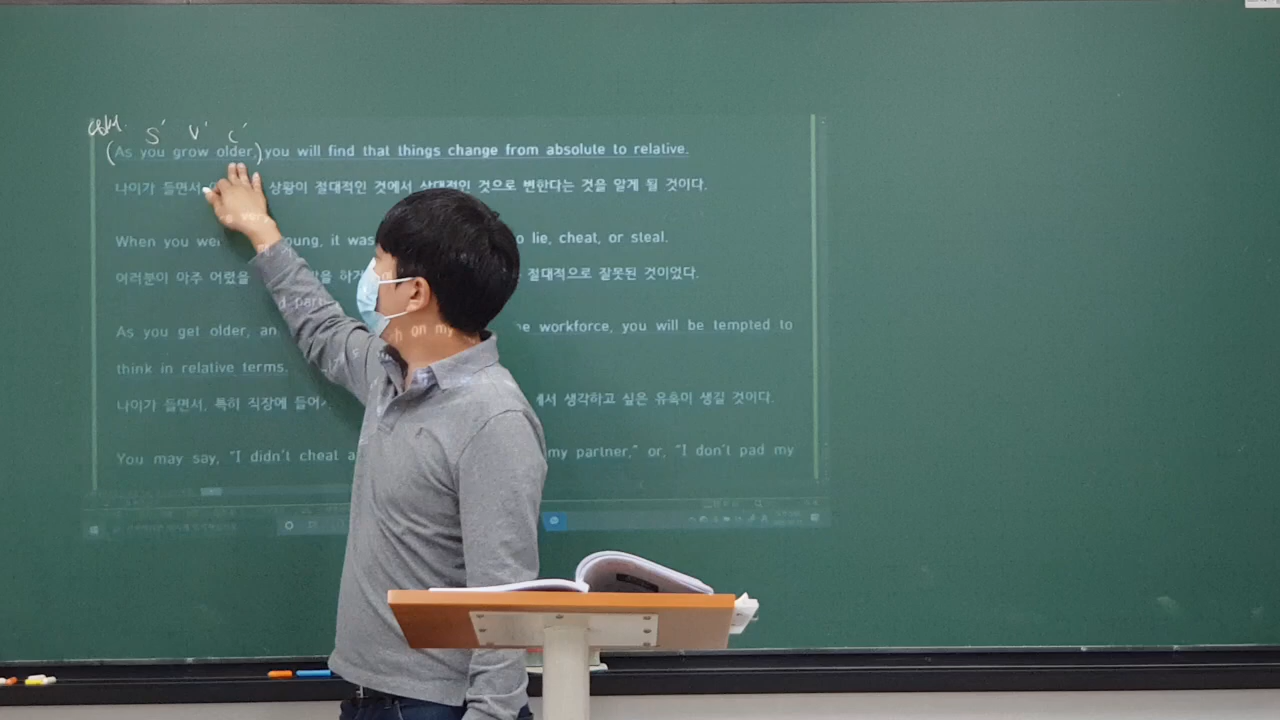 S' V' C'
(As you grow older,) you will find that things change from absolute to relative.
나이가 들면서 상황이 절대적인 것에서 상대적인 것으로 변한다는 것을 알게 될 것이다.
When you young, it was lie, cheat, or steal.
여러분이 아주 어렸을 절대적으로 잘못된 것이었다.
As you get older, workforce, you will be tempted to
think in relative terms.
나이가 들면서, 특히 직장에 생각하고 싶은 유혹이 생길 것이다.
You may say, "I didn't cheat my partner," or, "I don't pad my